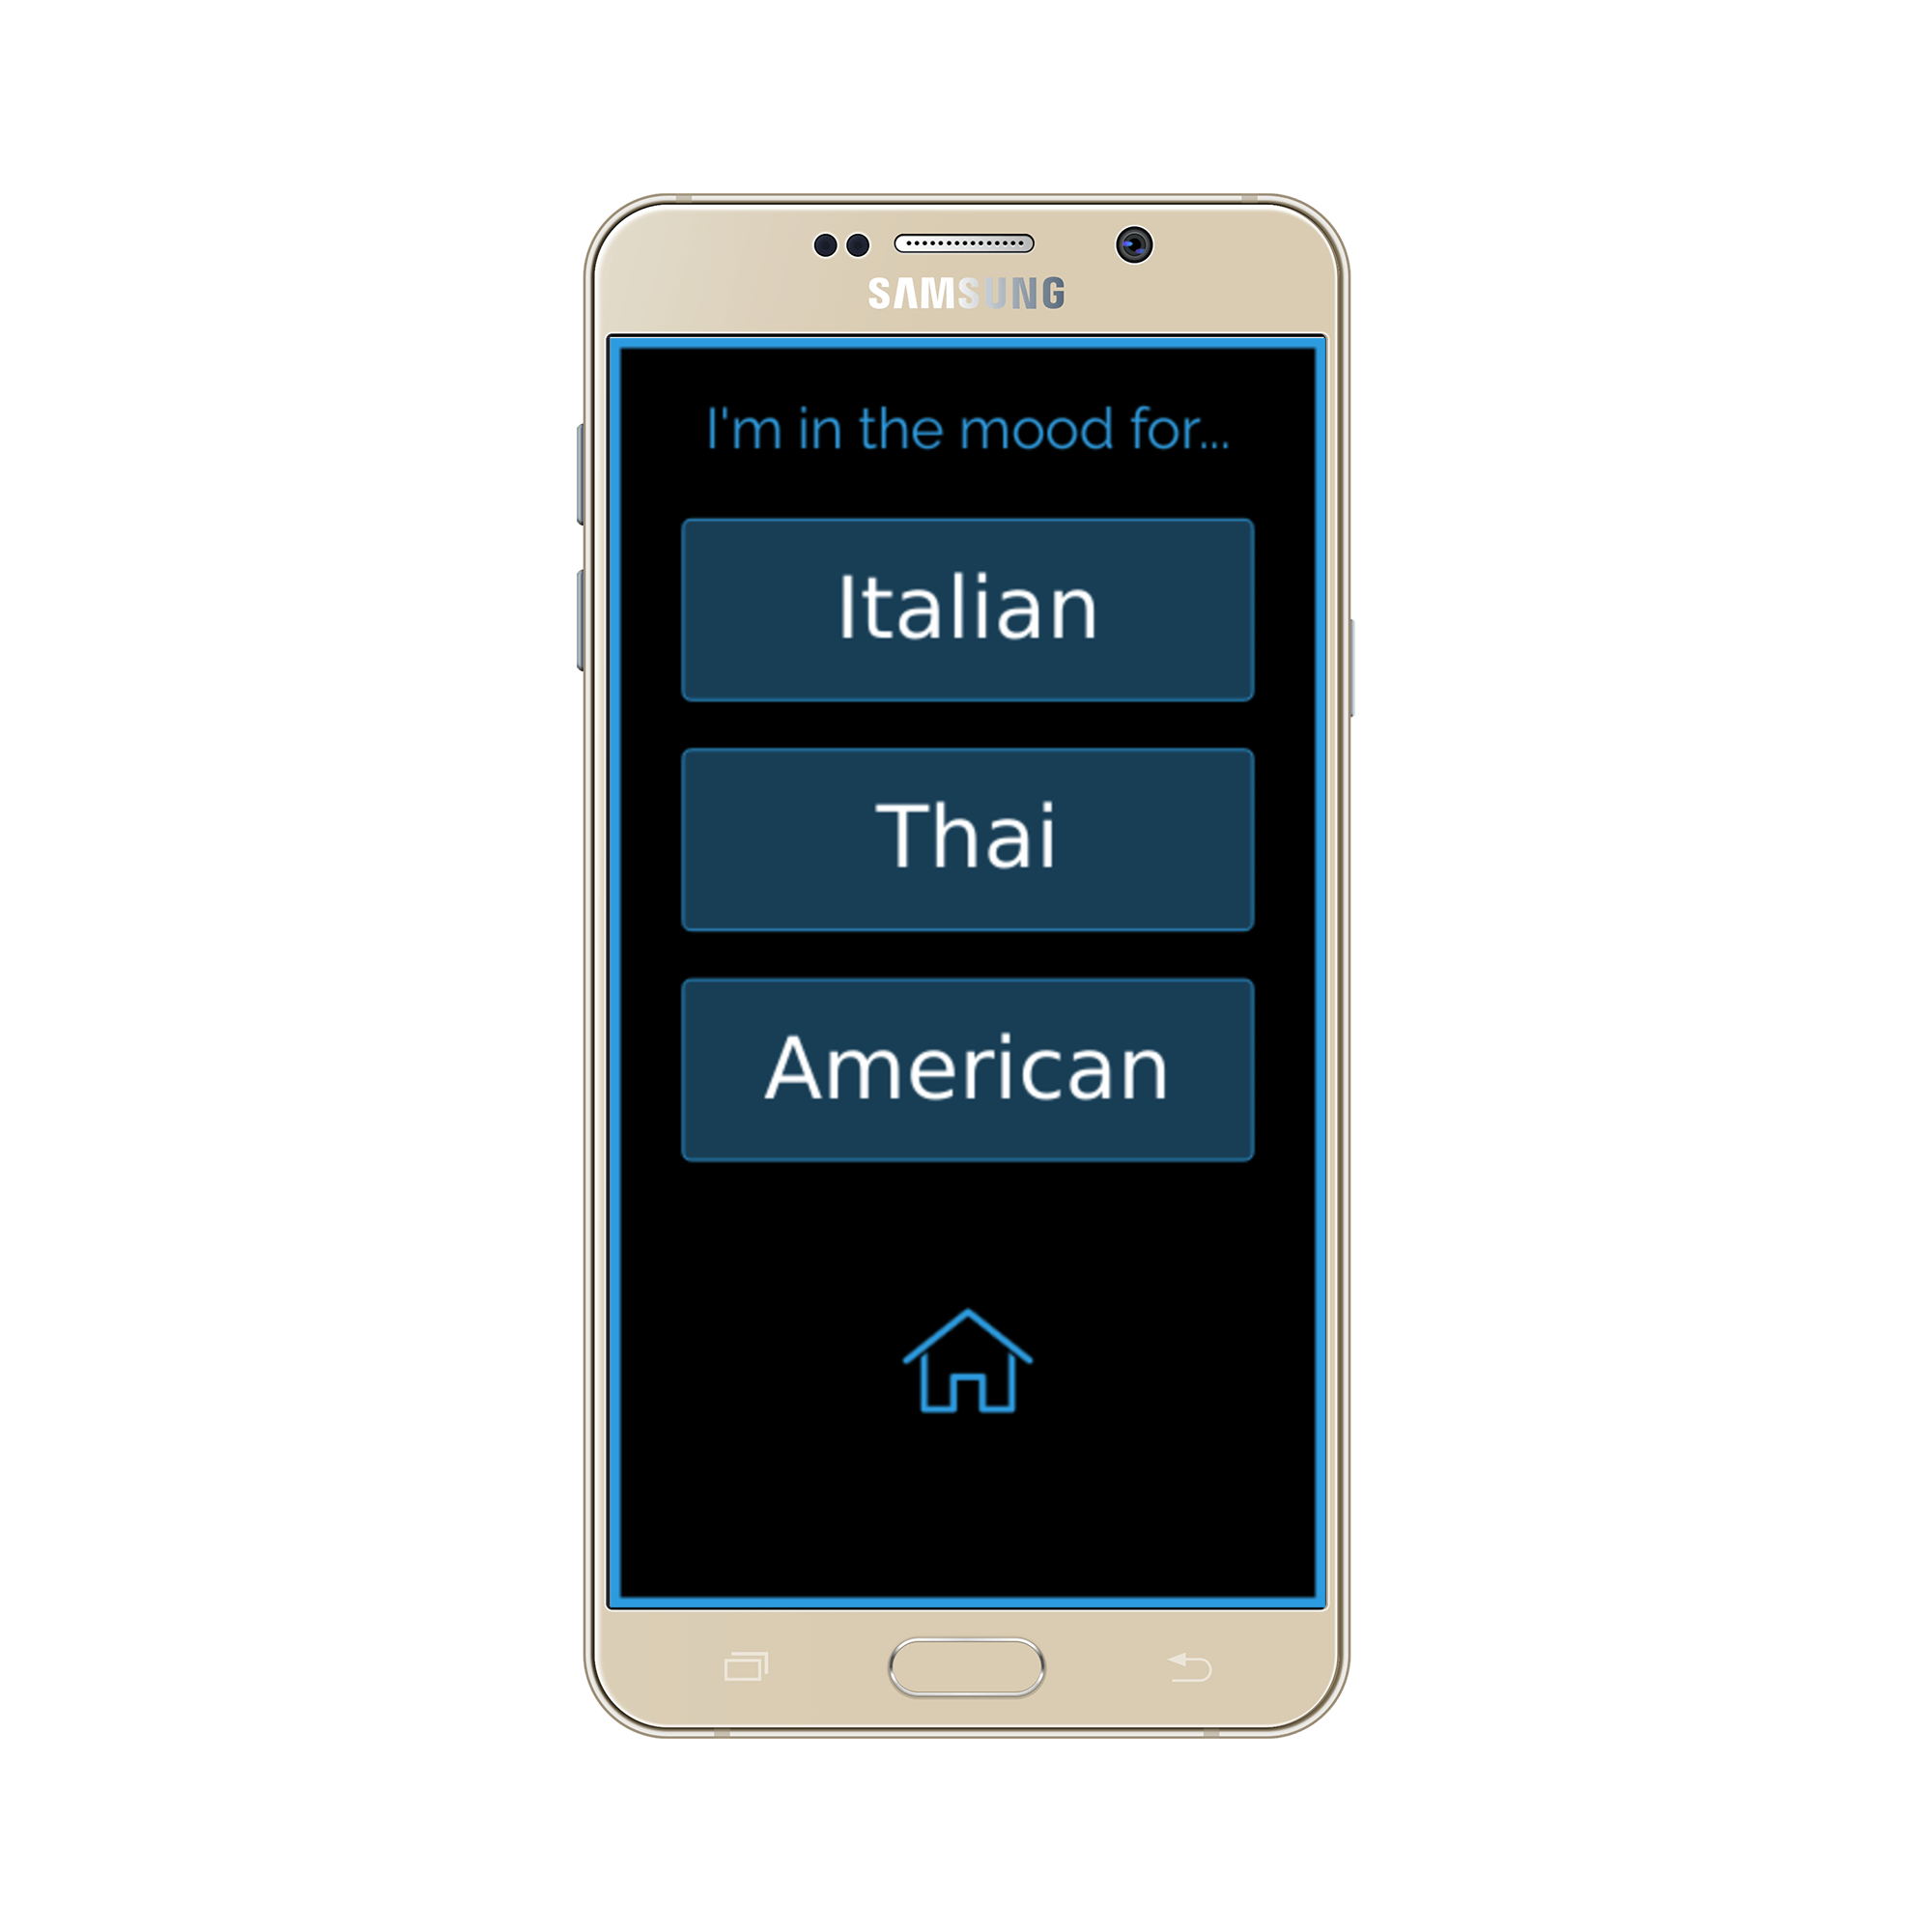 SAMSUNG
I'm in the mood for...
Italian
Thai
American